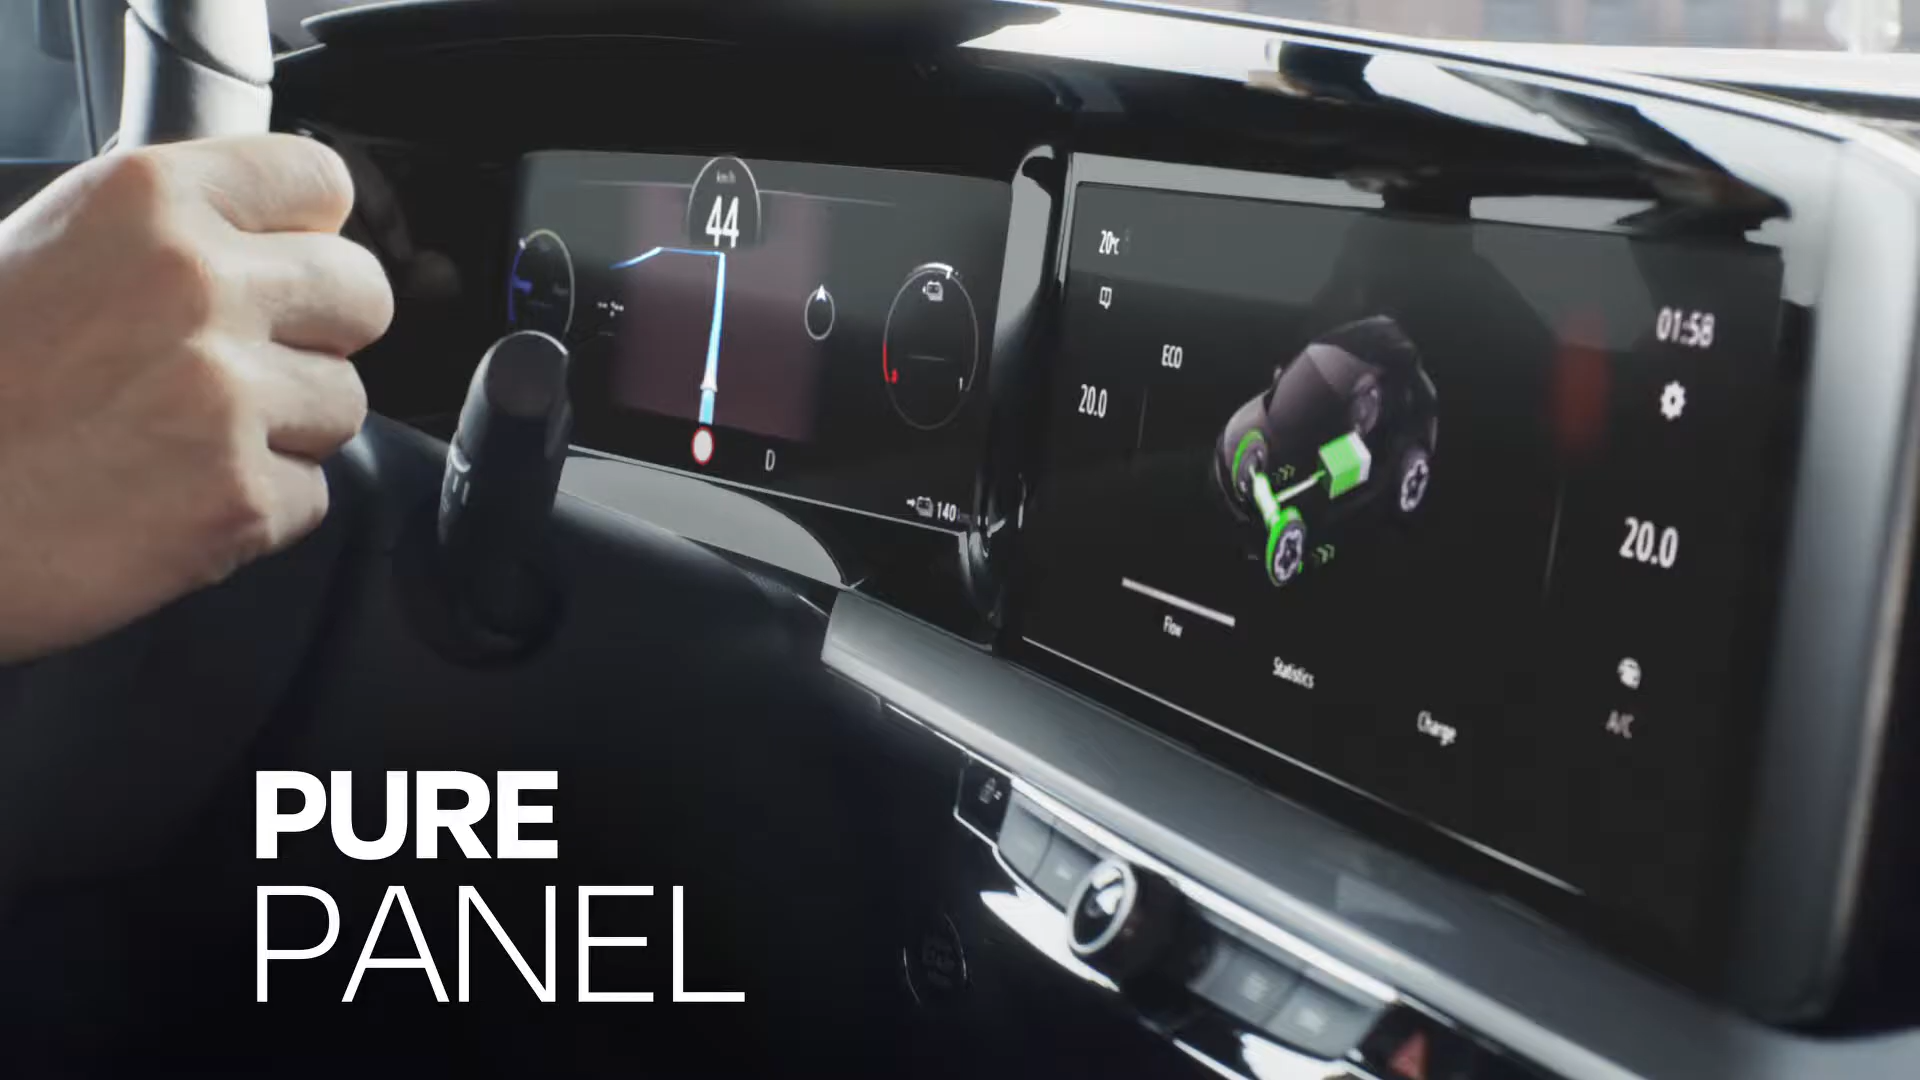 km/h
44
D
140
20°C
ECO
20.0
01:58
20.0
A/C
Flow
Statistics
Charge
PURE
PANEL